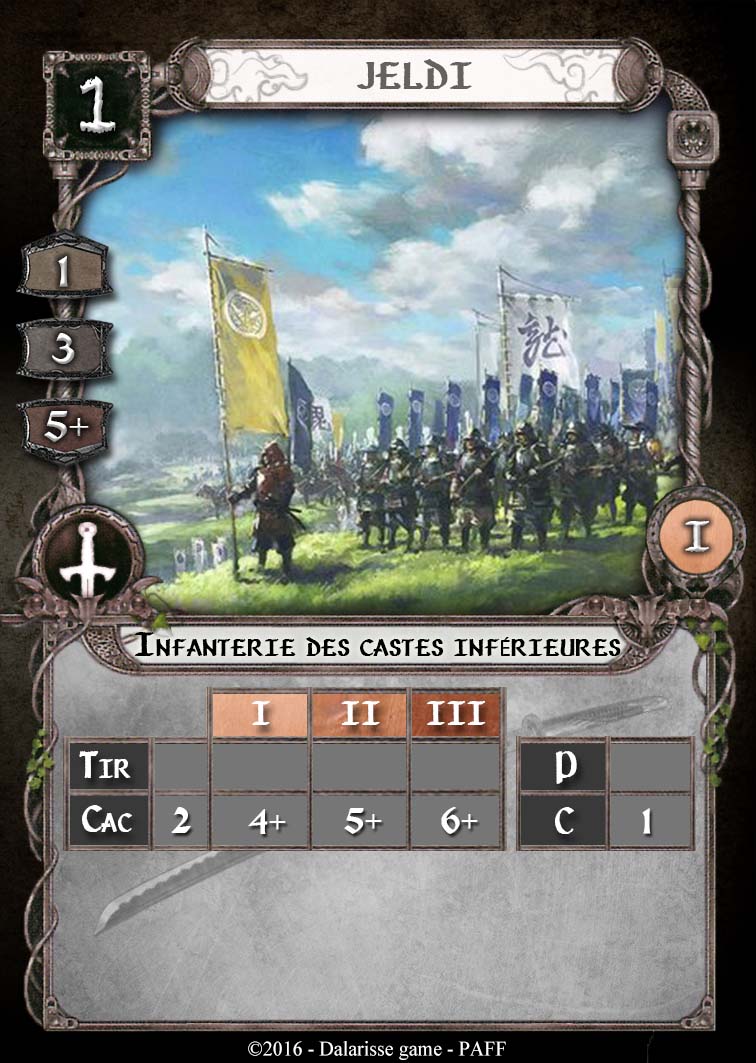 JELDI
1
1
3
5+
龍
I
Infanterie des castes inférieures
I II III
Tir D
Cac 2 4+ 5+ 6+ C 1
©2016 - Dalarisse game - PAFF